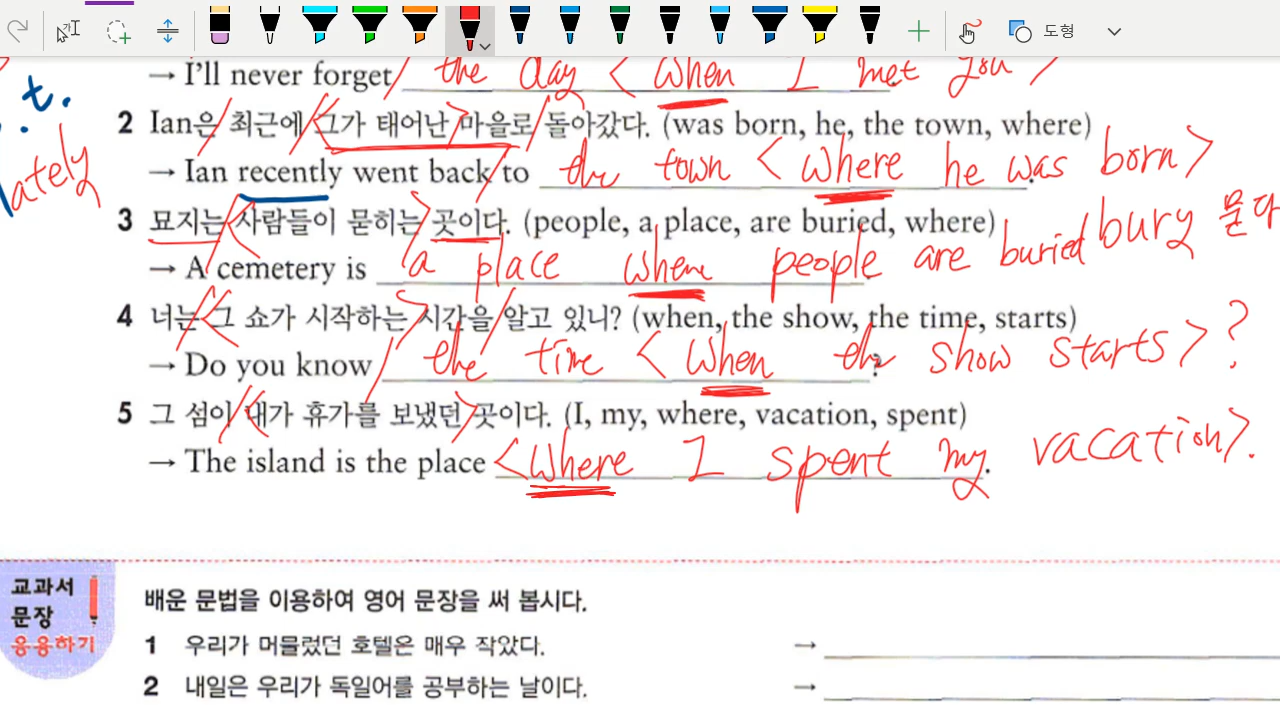 도형
t.
→ I'll never forget / the day < when I met you >
2 Ian은 / 최근에 / <그가 태어난> 마을로 / 돌아갔다. (was born, he, the town, where)
ately
→ Ian recently went back / to the town < where he was born > .
3 묘지는 < 사람들이 묻히는 > 곳이다. (people, a place, are buried, where) bury 묻다
→ A cemetery is / a place where people are buried .
4 너는 / < 그 쇼가 시작하는 > 시간을 / 알고 있니? (when, the show, the time, starts)
→ Do you know / the time < when the show starts > ?
5 그 섬이 / < 내가 휴가를 보냈던 > 곳이다. (I, my, where, vacation, spent)
→ The island is the place < where I spent my vacation > .
교과서
문장
응용하기
배운 문법을 이용하여 영어 문장을 써 봅시다.
1 우리가 머물렀던 호텔은 매우 작았다. →
2 내일은 우리가 독일어를 공부하는 날이다. →